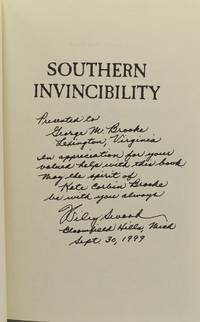 SOUTHERN
INVINCIBILITY
Presented to
George M. Brooke
Lexington, Virginia
In appreciation for your
valued help with this book
May the spirit of
Kate Corbin Brooke
be with you always
Wiley Sword
Bloomfield Hills, Mich
Sept. 30, 1999